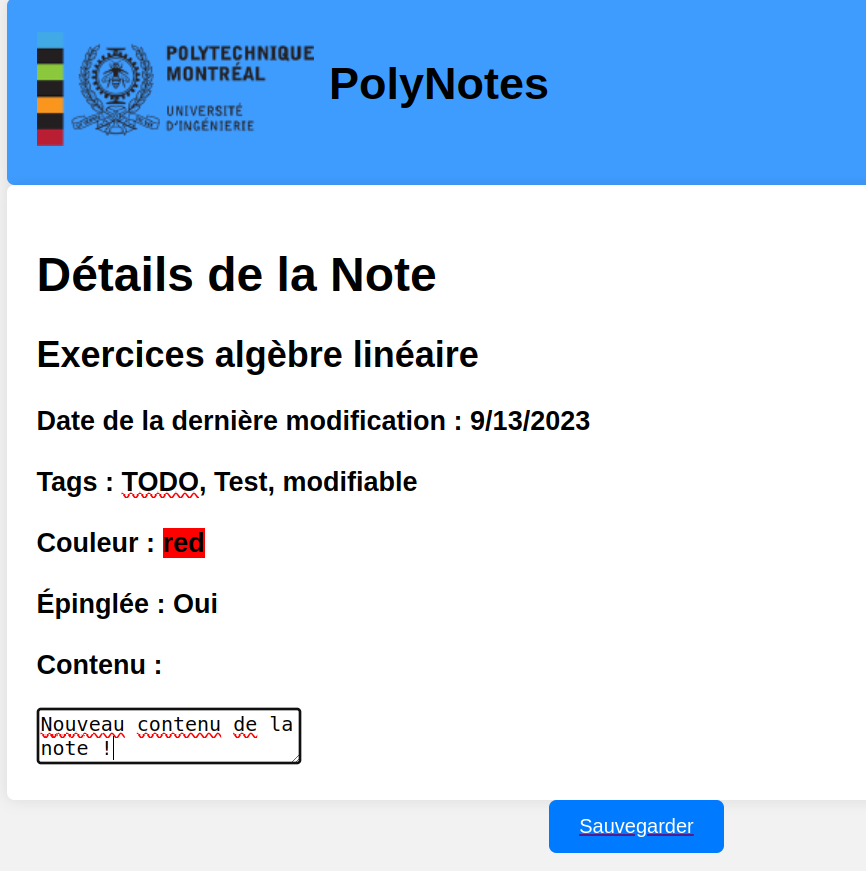 POLYTECHNIQUE
MONTRÉAL
UNIVERSITÉ
D'INGÉNIERIE
PolyNotes
Détails de la Note
Exercices algèbre linéaire
Date de la dernière modification : 9/13/2023
Tags : TODO, Test, modifiable
Couleur : red
Épinglée : Oui
Contenu :
Nouveau contenu de la
note !
Sauvegarder